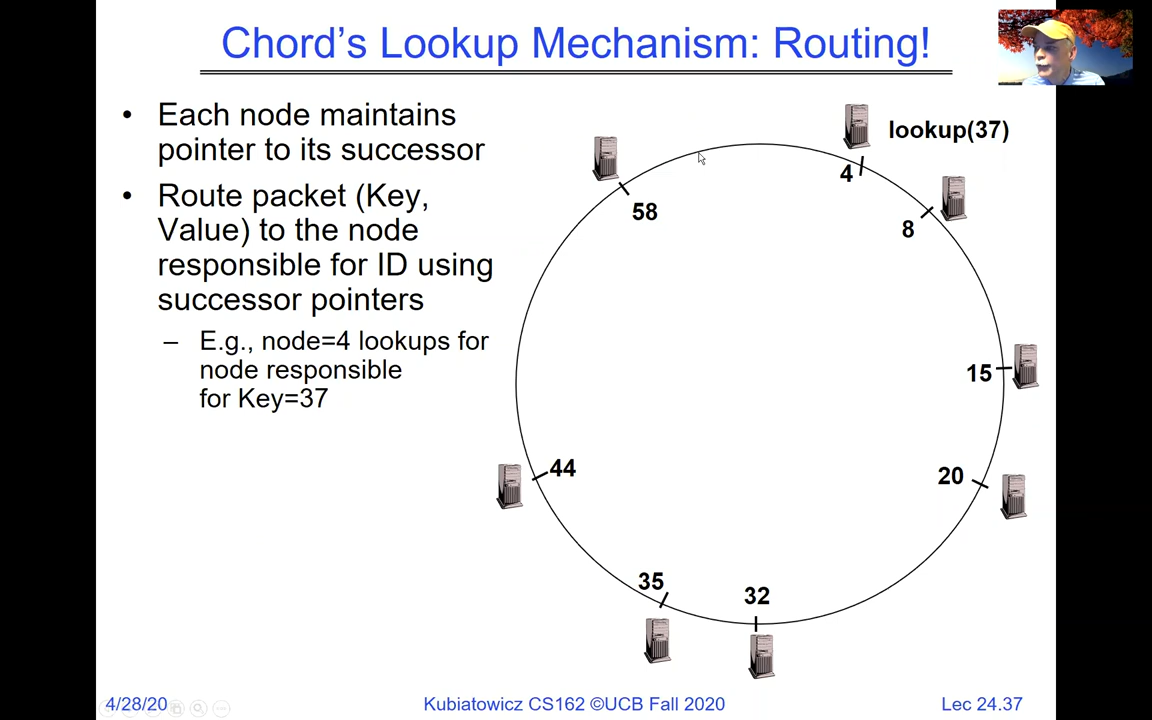 Chord's Lookup Mechanism: Routing!
• Each node maintains
pointer to its successor
• Route packet (Key,
Value) to the node
responsible for ID using
successor pointers
– E.g., node=4 lookups for
node responsible
for Key=37
lookup(37)
4
8
58
15
20
44
35
32
4/28/20
Kubiatowicz CS162 ©UCB Fall 2020
Lec 24.37